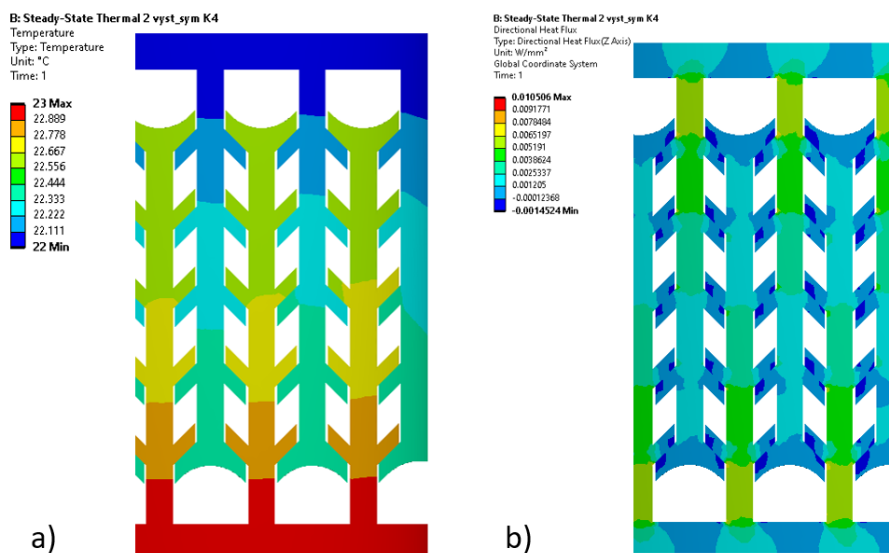 B: Steady-State Thermal 2 vyst_sym K4
Temperature
Type: Temperature
Unit: °C
Time: 1
23 Max
22.889
22.778
22.667
22.556
22.444
22.333
22.222
22.111
22 Min
a)
B: Steady-State Thermal 2 vyst_sym K4
Directional Heat Flux
Type: Directional Heat Flux(Z Axis)
Unit: W/mm²
Global Coordinate System
Time: 1
0.010506 Max
0.0091771
0.0078484
0.0065197
0.005191
0.0038624
0.0025337
0.001205
-0.00012368
-0.0014524 Min
b)